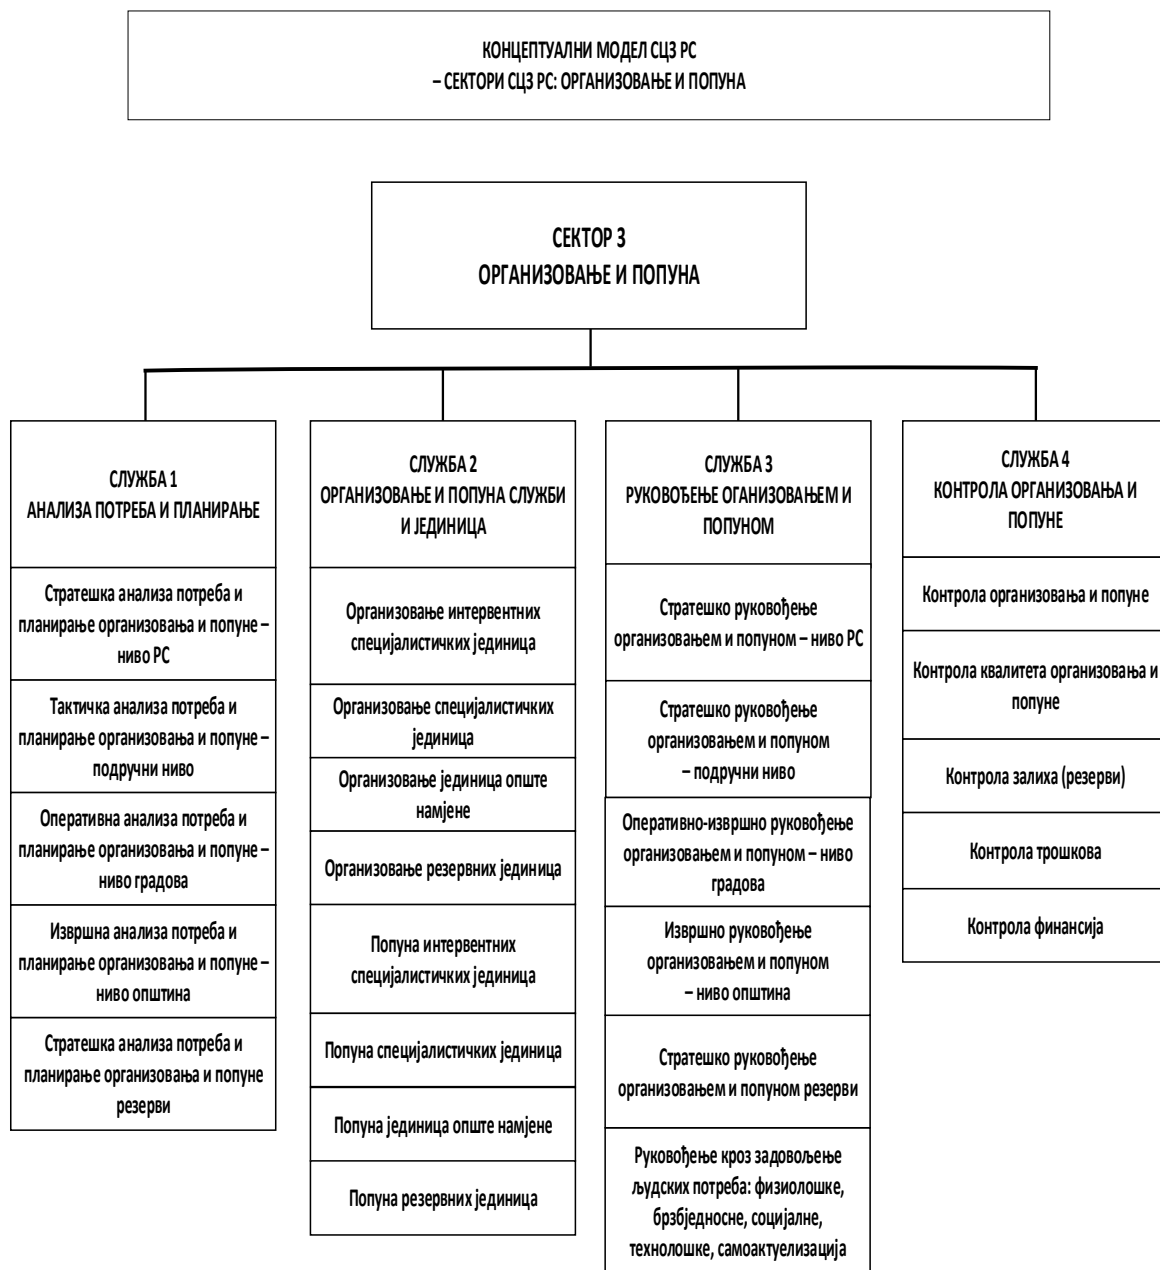 КОНЦЕПТУАЛНИ МОДЕЛ СЦЗ РС
– СЕКТОРИ СЦЗ РС: ОРГАНИЗОВАЊЕ И ПОПУНА
СЕКТОР 3
ОРГАНИЗОВАЊЕ И ПОПУНА
СЛУЖБА 1
АНАЛИЗА ПОТРЕБА И ПЛАНИРАЊЕ
Стратешка анализа потреба и
планирање организовања и попуне –
ниво РС
Тактичка анализа потреба и
планирање организовања и попуне –
подручни ниво
Оперативна анализа потреба и
планирање организовања и попуне –
ниво градова
Извршна анализа потреба и
планирање организовања и попуне –
ниво општина
Стратешка анализа потреба и
планирање организовања и попуне
резерви
СЛУЖБА 2
ОРГАНИЗОВАЊЕ И ПОПУНА СЛУЖБИ
И ЈЕДИНИЦА
Организовање интервентних
специјалистичких јединица
Организовање специјалистичких
јединица
Организовање јединица опште
намјене
Организовање резервних јединица
Попуна интервентних
специјалистичких јединица
Попуна специјалистичких јединица
Попуна јединица опште намјене
Попуна резервних јединица
СЛУЖБА 3
РУКОВОЂЕЊЕ ОГАНИЗОВАЊЕМ И
ПОПУНОМ
Стратешко руковођење
организовањем и попуном – ниво РС
Стратешко руковођење
организовањем и попуном
– подручни ниво
Оперативно-извршно руковођење
организовањем и попуном – ниво
градова
Извршно руковођење
организовањем и попуном
– ниво општина
Стратешко руковођење
организовањем и попуном резерви
Руковођење кроз задовољење
људских потреба: физиолошке,
брзбједносне, социјалне,
технолошке, самоактуелизација
СЛУЖБА 4
КОНТРОЛА ОРГАНИЗОВАЊА И
ПОПУНЕ
Контрола организовања и попуне
Контрола квалитета организовања и
попуне
Контрола залиха (резерви)
Контрола трошкова
Контрола финансија